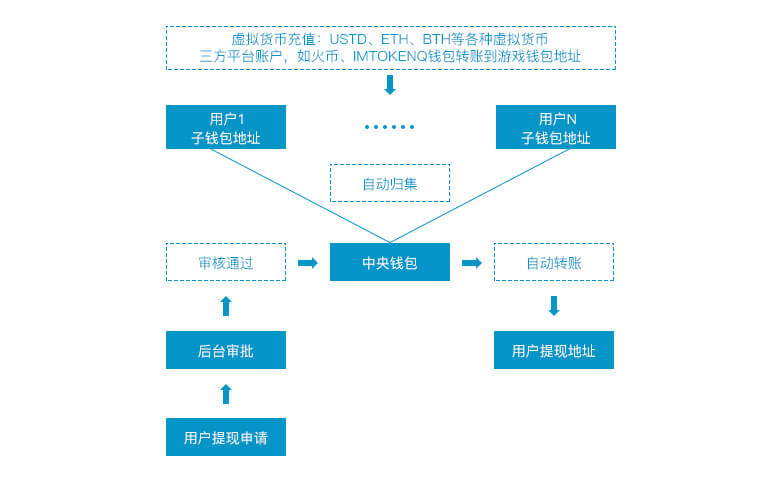 虚拟货币充值：USTD、ETH、BTH等各种虚拟货币
三方平台账户，如火币、IMTOKENQ钱包转账到游戏钱包地址
用户1
子钱包地址
……
用户N
子钱包地址
自动归集
审核通过
中央钱包
自动转账
后台审批
用户提现地址
用户提现申请